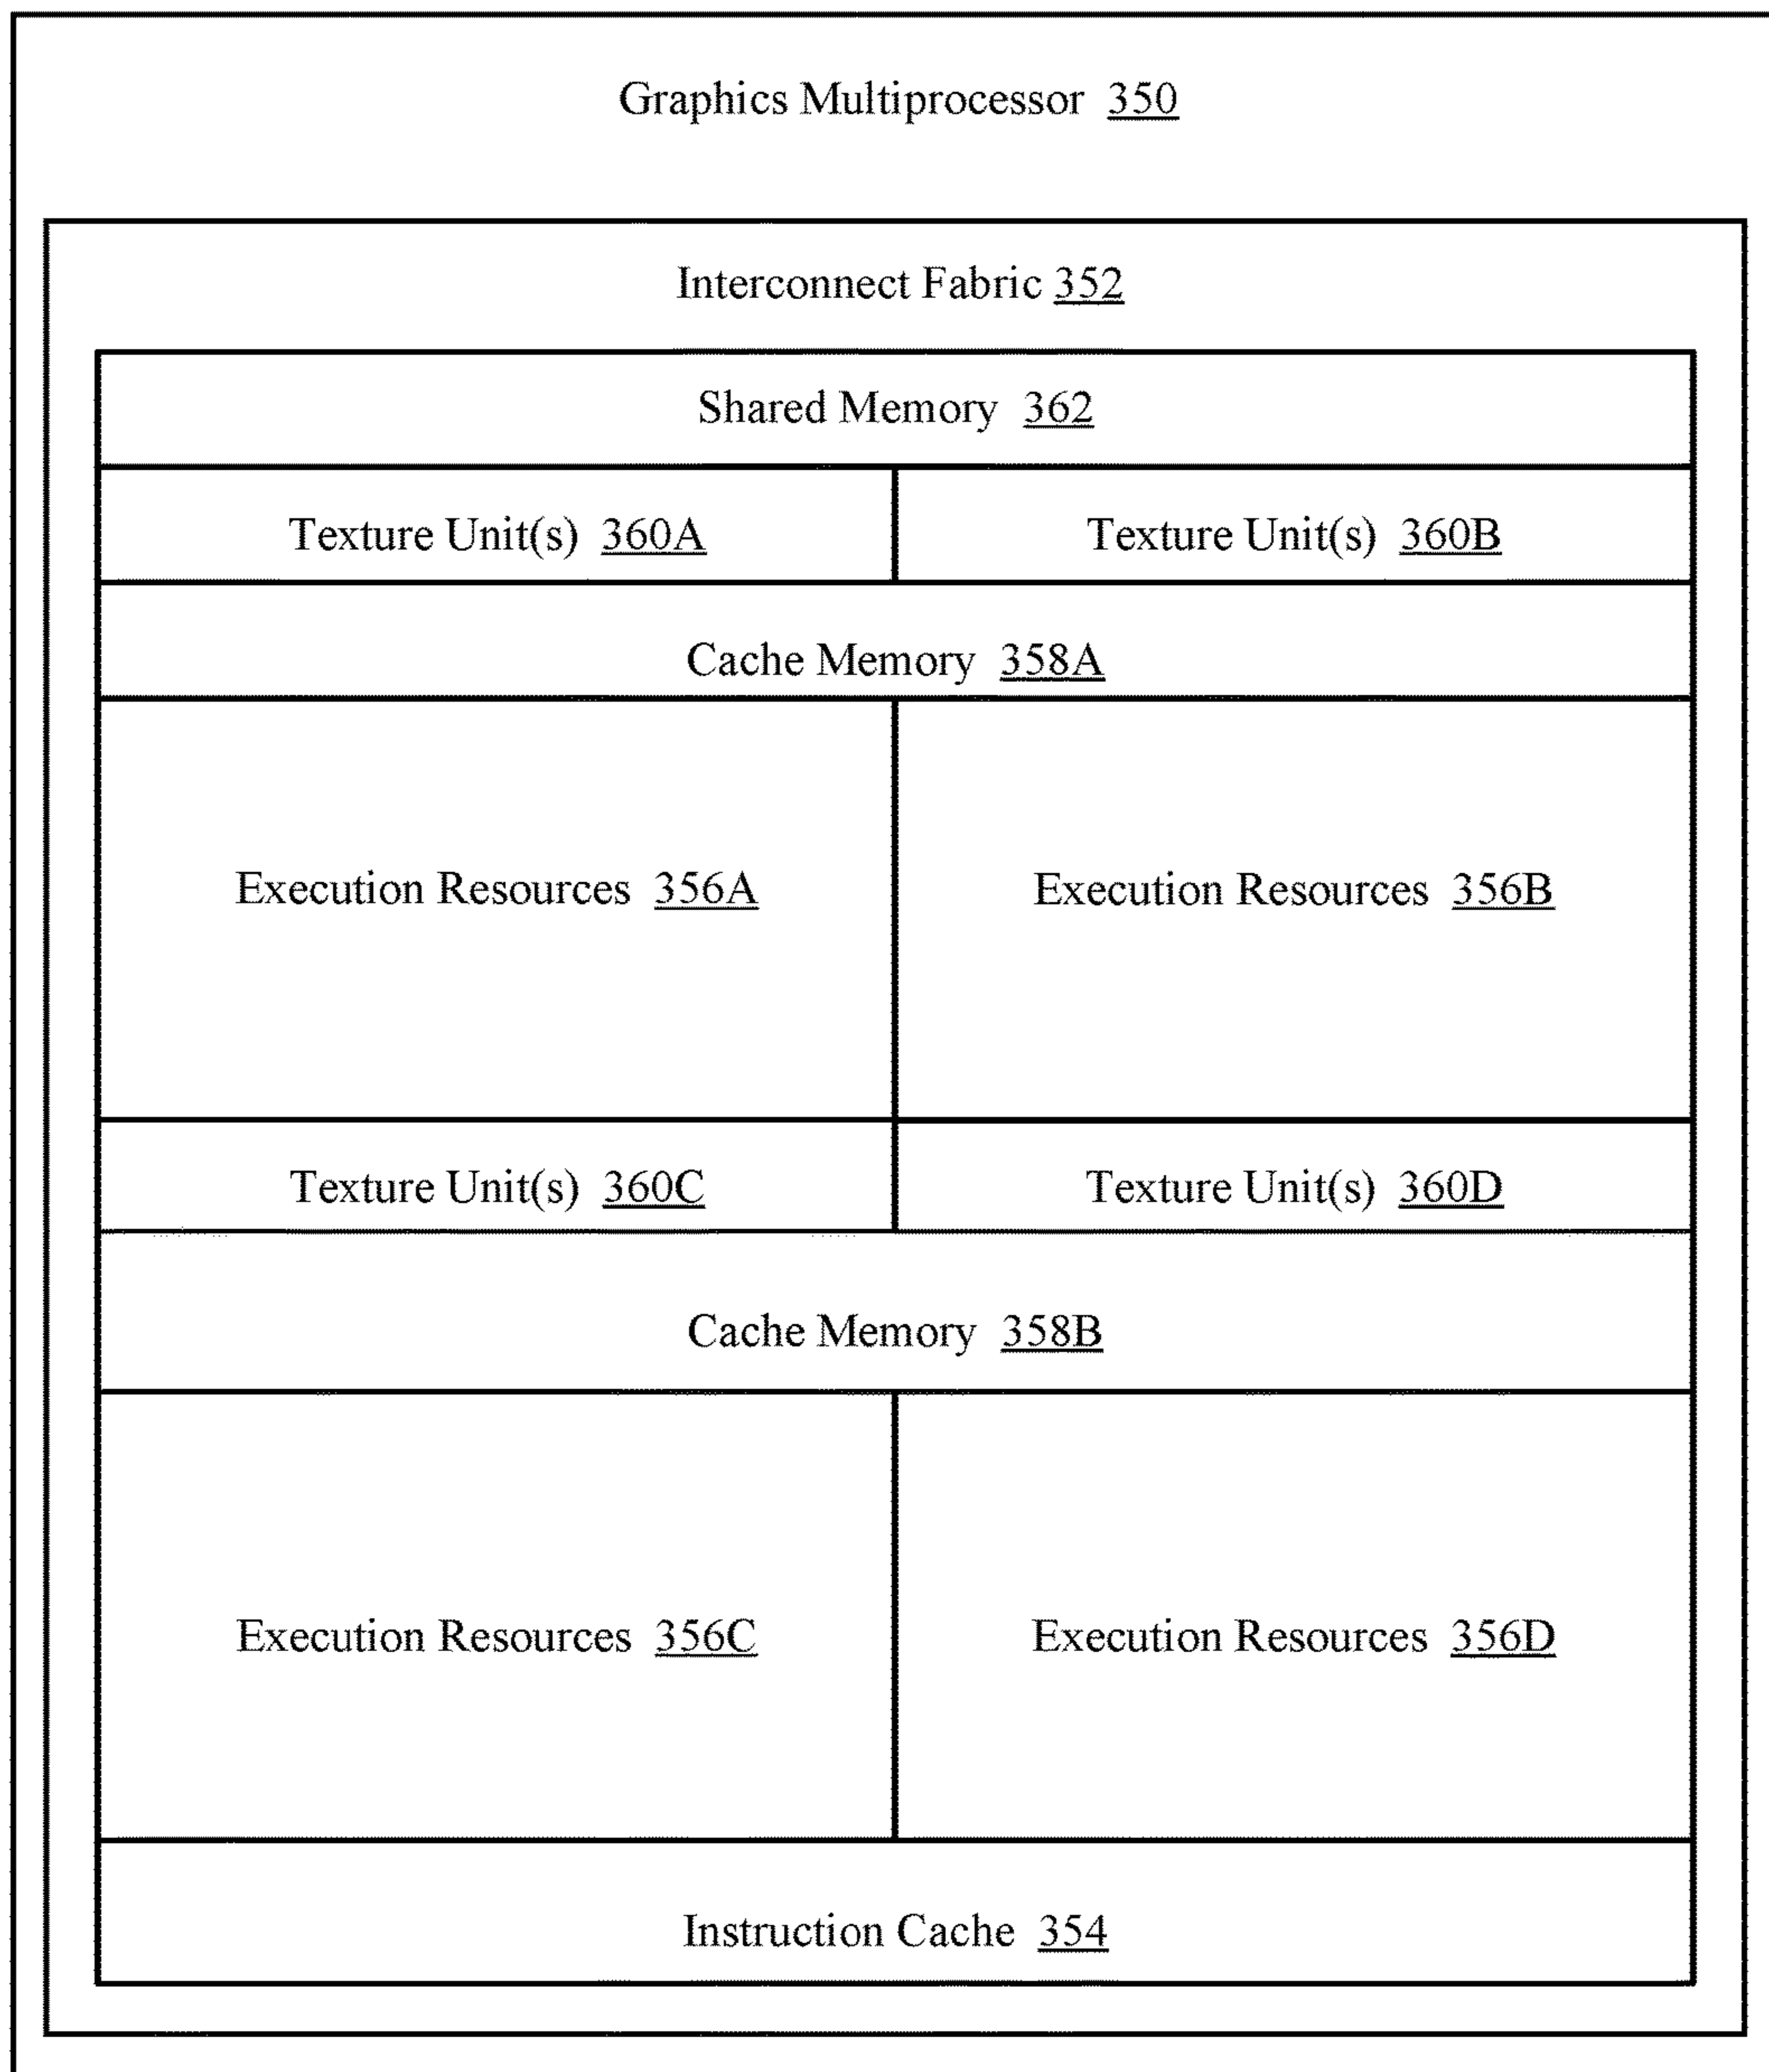 Graphics Multiprocessor 350
Interconnect Fabric 352
Shared Memory 362
Texture Unit(s) 360A
Texture Unit(s) 360B
Cache Memory 358A
Execution Resources 356A
Execution Resources 356B
Texture Unit(s) 360C
Texture Unit(s) 360D
Cache Memory 358B
Execution Resources 356C
Execution Resources 356D
Instruction Cache 354